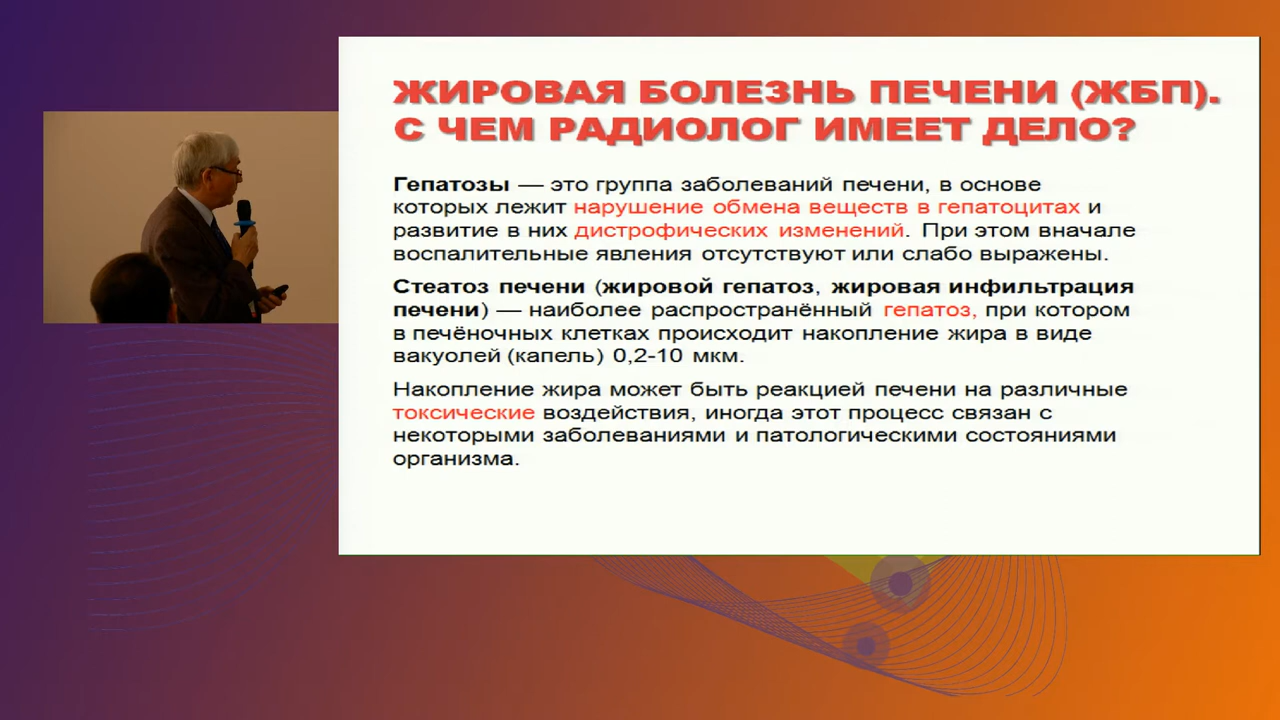 ЖИРОВАЯ БОЛЕЗНЬ ПЕЧЕНИ (ЖБП).
С ЧЕМ РАДИОЛОГ ИМЕЕТ ДЕЛО?
Гепатозы — это группа заболеваний печени, в основе
которых лежит нарушение обмена веществ в гепатоцитах и
развитие в них дистрофических изменений. При этом вначале
воспалительные явления отсутствуют или слабо выражены.
Стеатоз печени (жировой гепатоз, жировая инфильтрация
печени) — наиболее распространённый гепатоз, при котором
в печёночных клетках происходит накопление жира в виде
вакуолей (капель) 0,2-10 мкм.
Накопление жира может быть реакцией печени на различные
токсические воздействия, иногда этот процесс связан с
некоторыми заболеваниями и патологическими состояниями
организма.